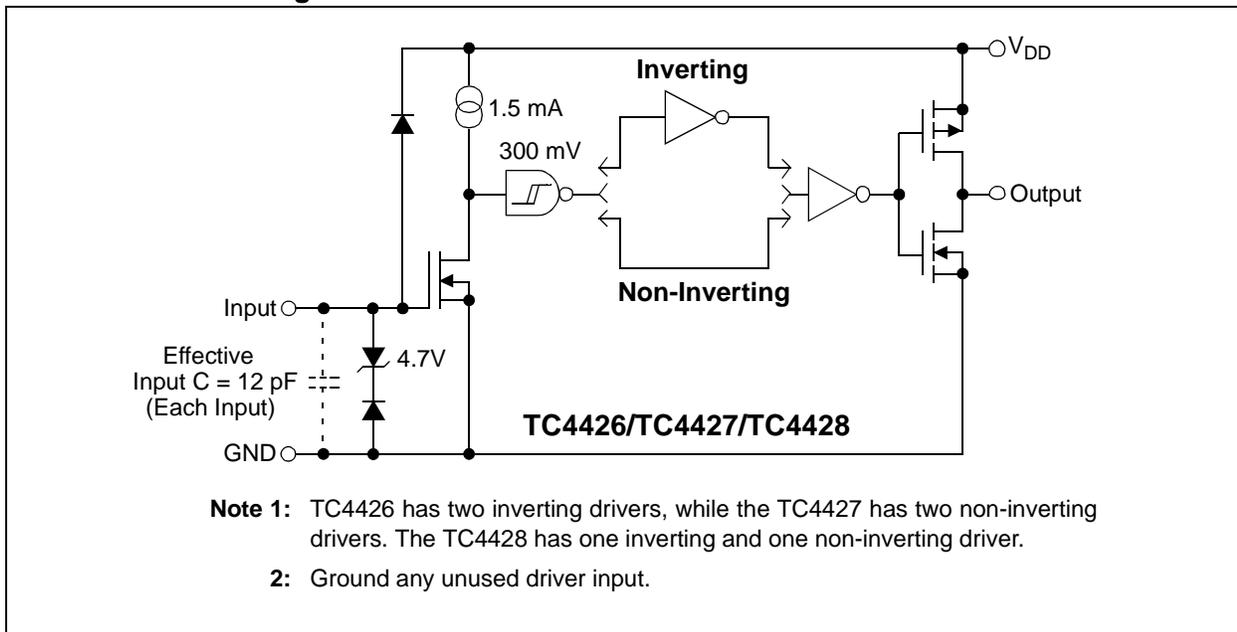 V_DD
Inverting
1.5 mA
300 mV
Output
Non-Inverting
Input
Effective
Input C = 12 pF
(Each Input)
4.7V
TC4426/TC4427/TC4428
GND
Note 1: TC4426 has two inverting drivers, while the TC4427 has two non-inverting
drivers. The TC4428 has one inverting and one non-inverting driver.
2: Ground any unused driver input.